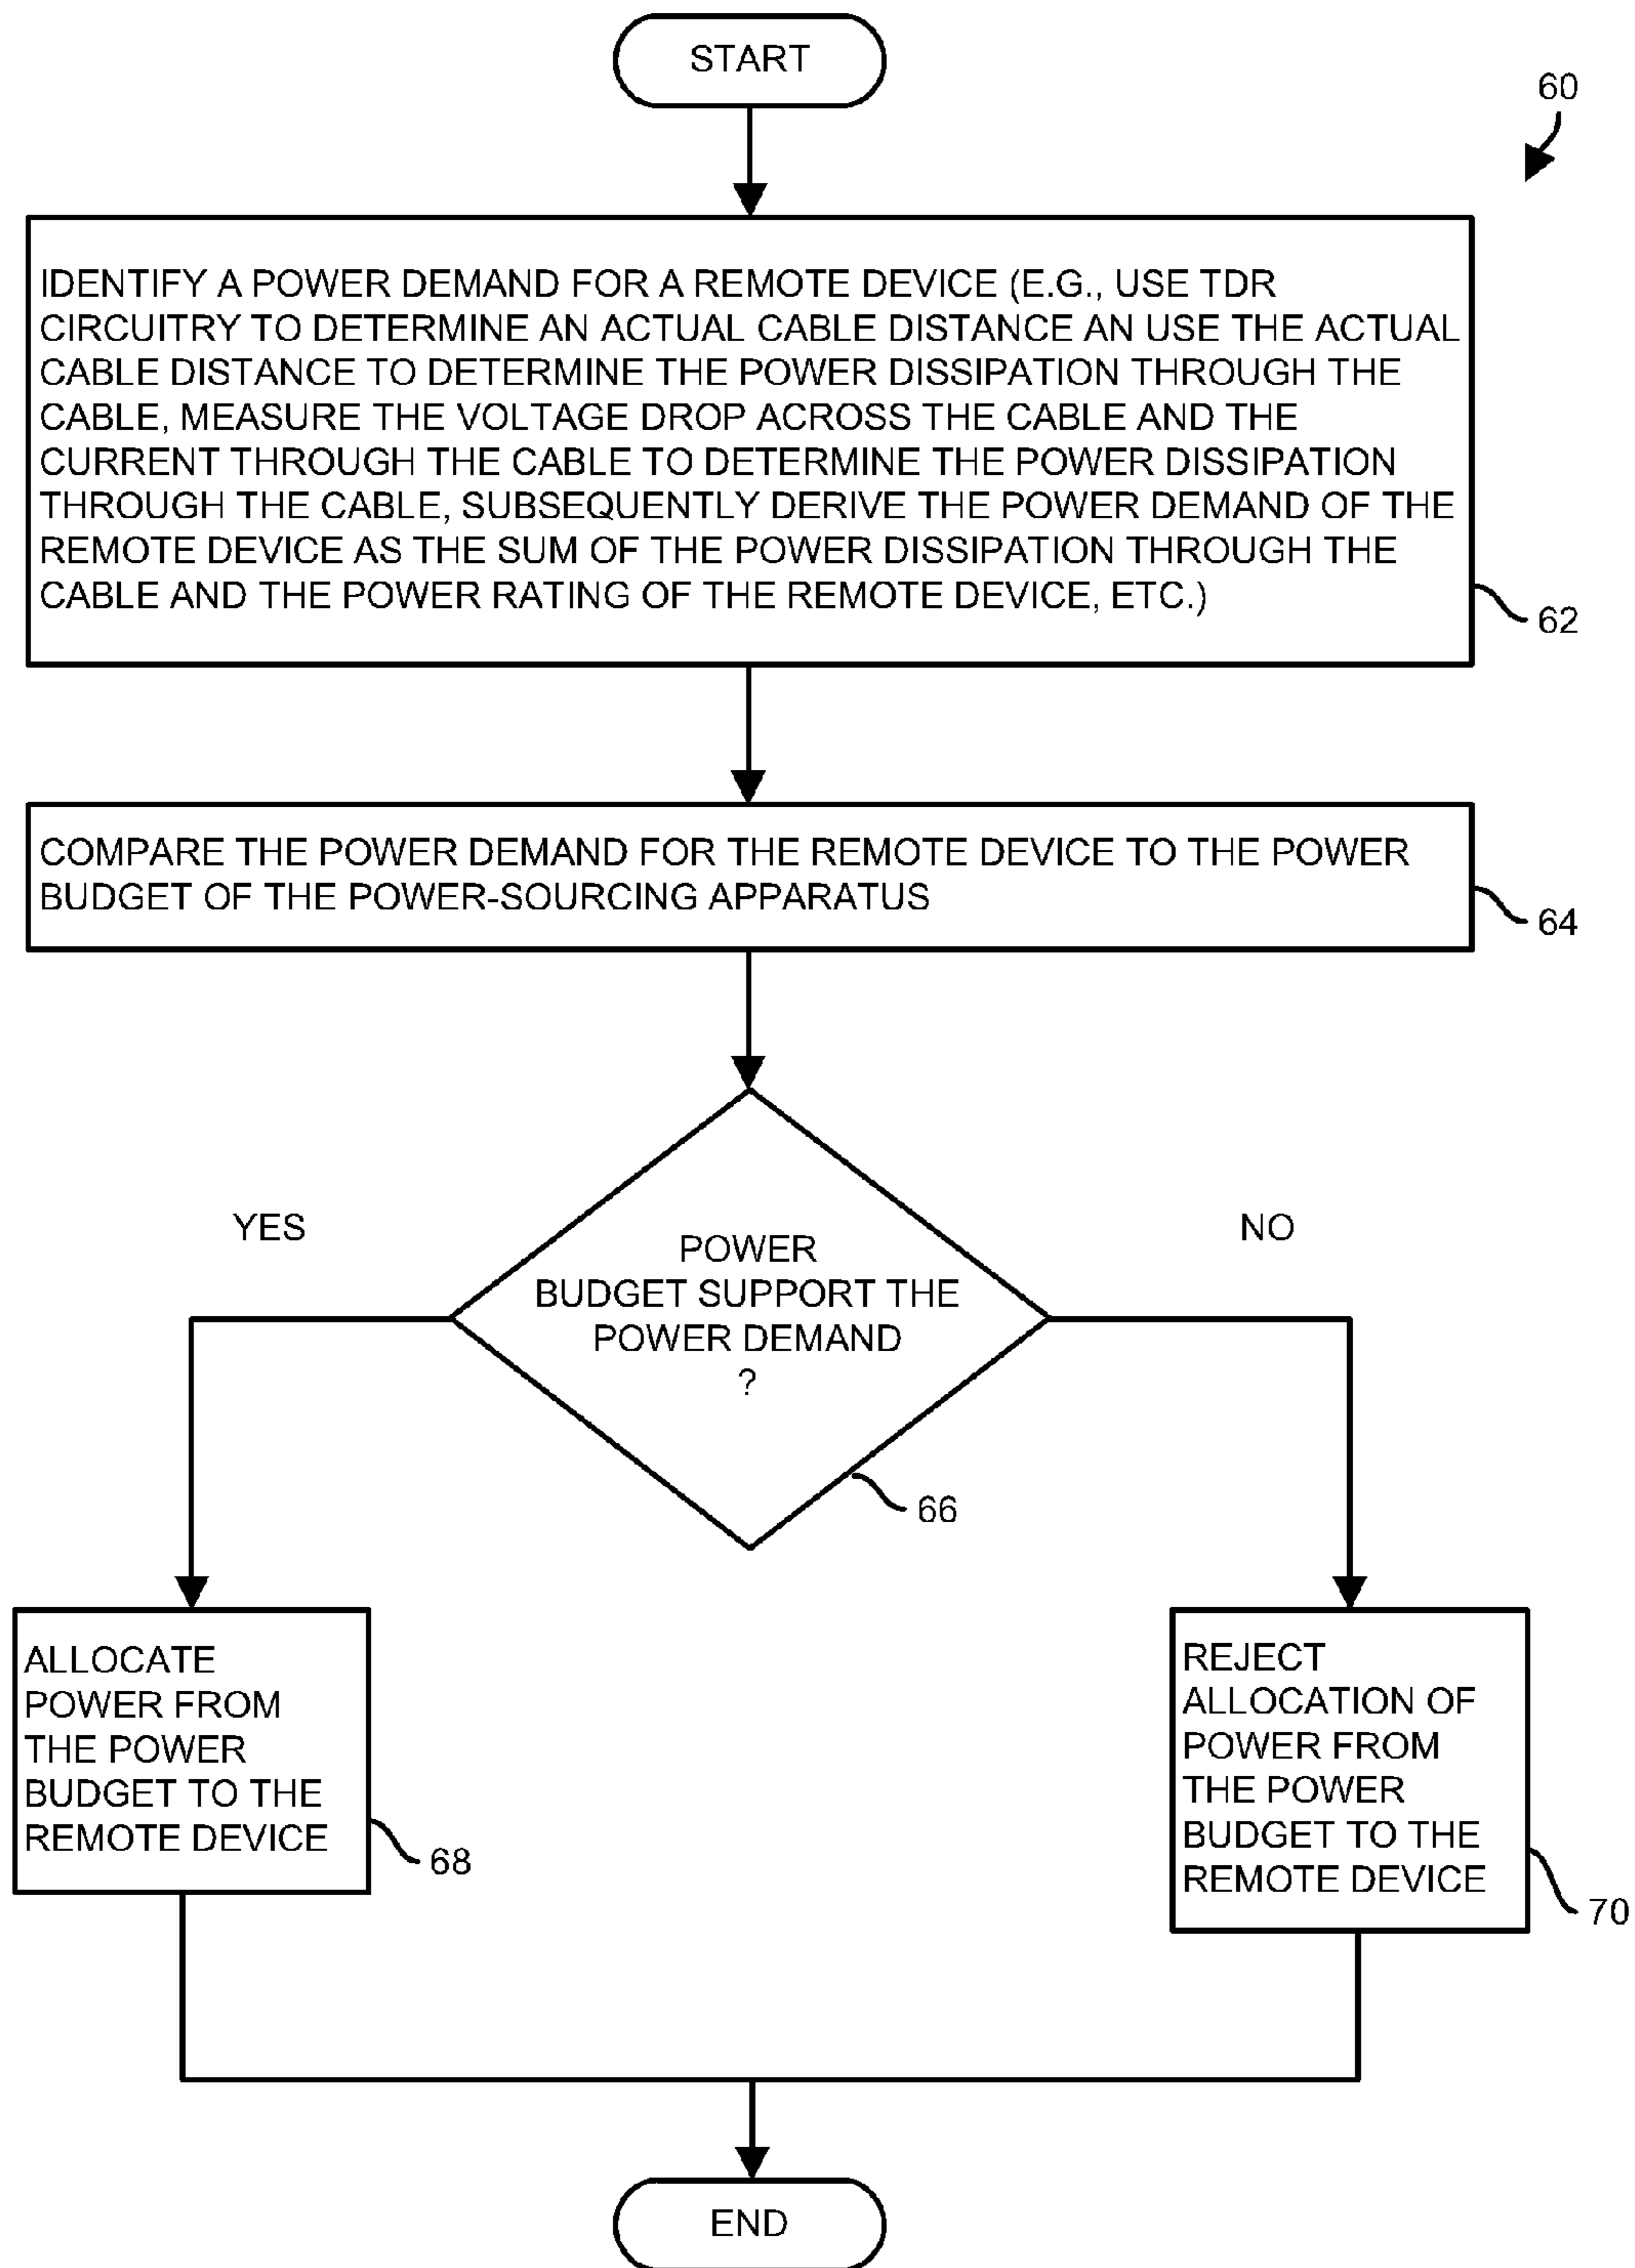 START
60
IDENTIFY A POWER DEMAND FOR A REMOTE DEVICE (E.G., USE TDR
CIRCUITRY TO DETERMINE AN ACTUAL CABLE DISTANCE AN USE THE ACTUAL
CABLE DISTANCE TO DETERMINE THE POWER DISSIPATION THROUGH THE
CABLE, MEASURE THE VOLTAGE DROP ACROSS THE CABLE AND THE
CURRENT THROUGH THE CABLE TO DETERMINE THE POWER DISSIPATION
THROUGH THE CABLE, SUBSEQUENTLY DERIVE THE POWER DEMAND OF THE
REMOTE DEVICE AS THE SUM OF THE POWER DISSIPATION THROUGH THE
CABLE AND THE POWER RATING OF THE REMOTE DEVICE, ETC.)
62
COMPARE THE POWER DEMAND FOR THE REMOTE DEVICE TO THE POWER
BUDGET OF THE POWER-SOURCING APPARATUS
64
YES
NO
POWER
BUDGET SUPPORT THE
POWER DEMAND
?
66
ALLOCATE
POWER FROM
THE POWER
BUDGET TO THE
REMOTE DEVICE
68
REJECT
ALLOCATION OF
POWER FROM
THE POWER
BUDGET TO THE
REMOTE DEVICE
70
END